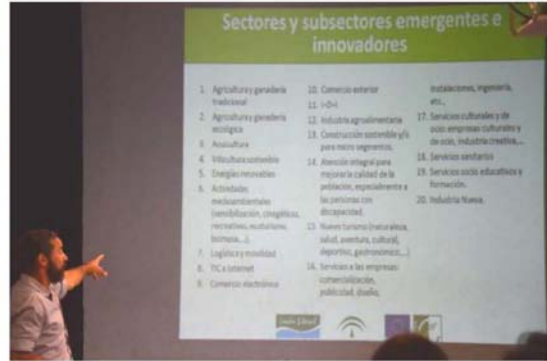 Sectores y subsectores emergentes e
innovadores
1. Agricultura y ganadería
tradicional
2. Agricultura y ganadería
ecológica
3. Acuicultura
4. Viticultura sostenible
5. Energías renovables
6. Actividades
medioambientales
(sensibilización, cinegéticas,
recreativas, ecoturismo,
biomasa,...).
7. Logística y movilidad
8. TIC e Internet
9. Comercio electrónico
10. Comercio exterior
11. I+D+I
12. Industria agroalimentaria
13. Construcción sostenible y/o
para nuevos segmentos.
14. Atención integral para
mejorar la calidad de la
población, especialmente a
las personas con
discapacidad.
15. Nuevo turismo (naturaleza,
salud, aventura, cultural,
deportivo, gastronómico,...)
16. Servicios a las empresas:
comercialización,
publicidad, diseño,
instalaciones, ingeniería,
etc...
17. Servicios culturales y de
ocio: empresas culturales y
de ocio, industria creativa,...
18. Servicios sanitarios
19. Servicios socio educativos y
formación.
20. Industria Nueva.